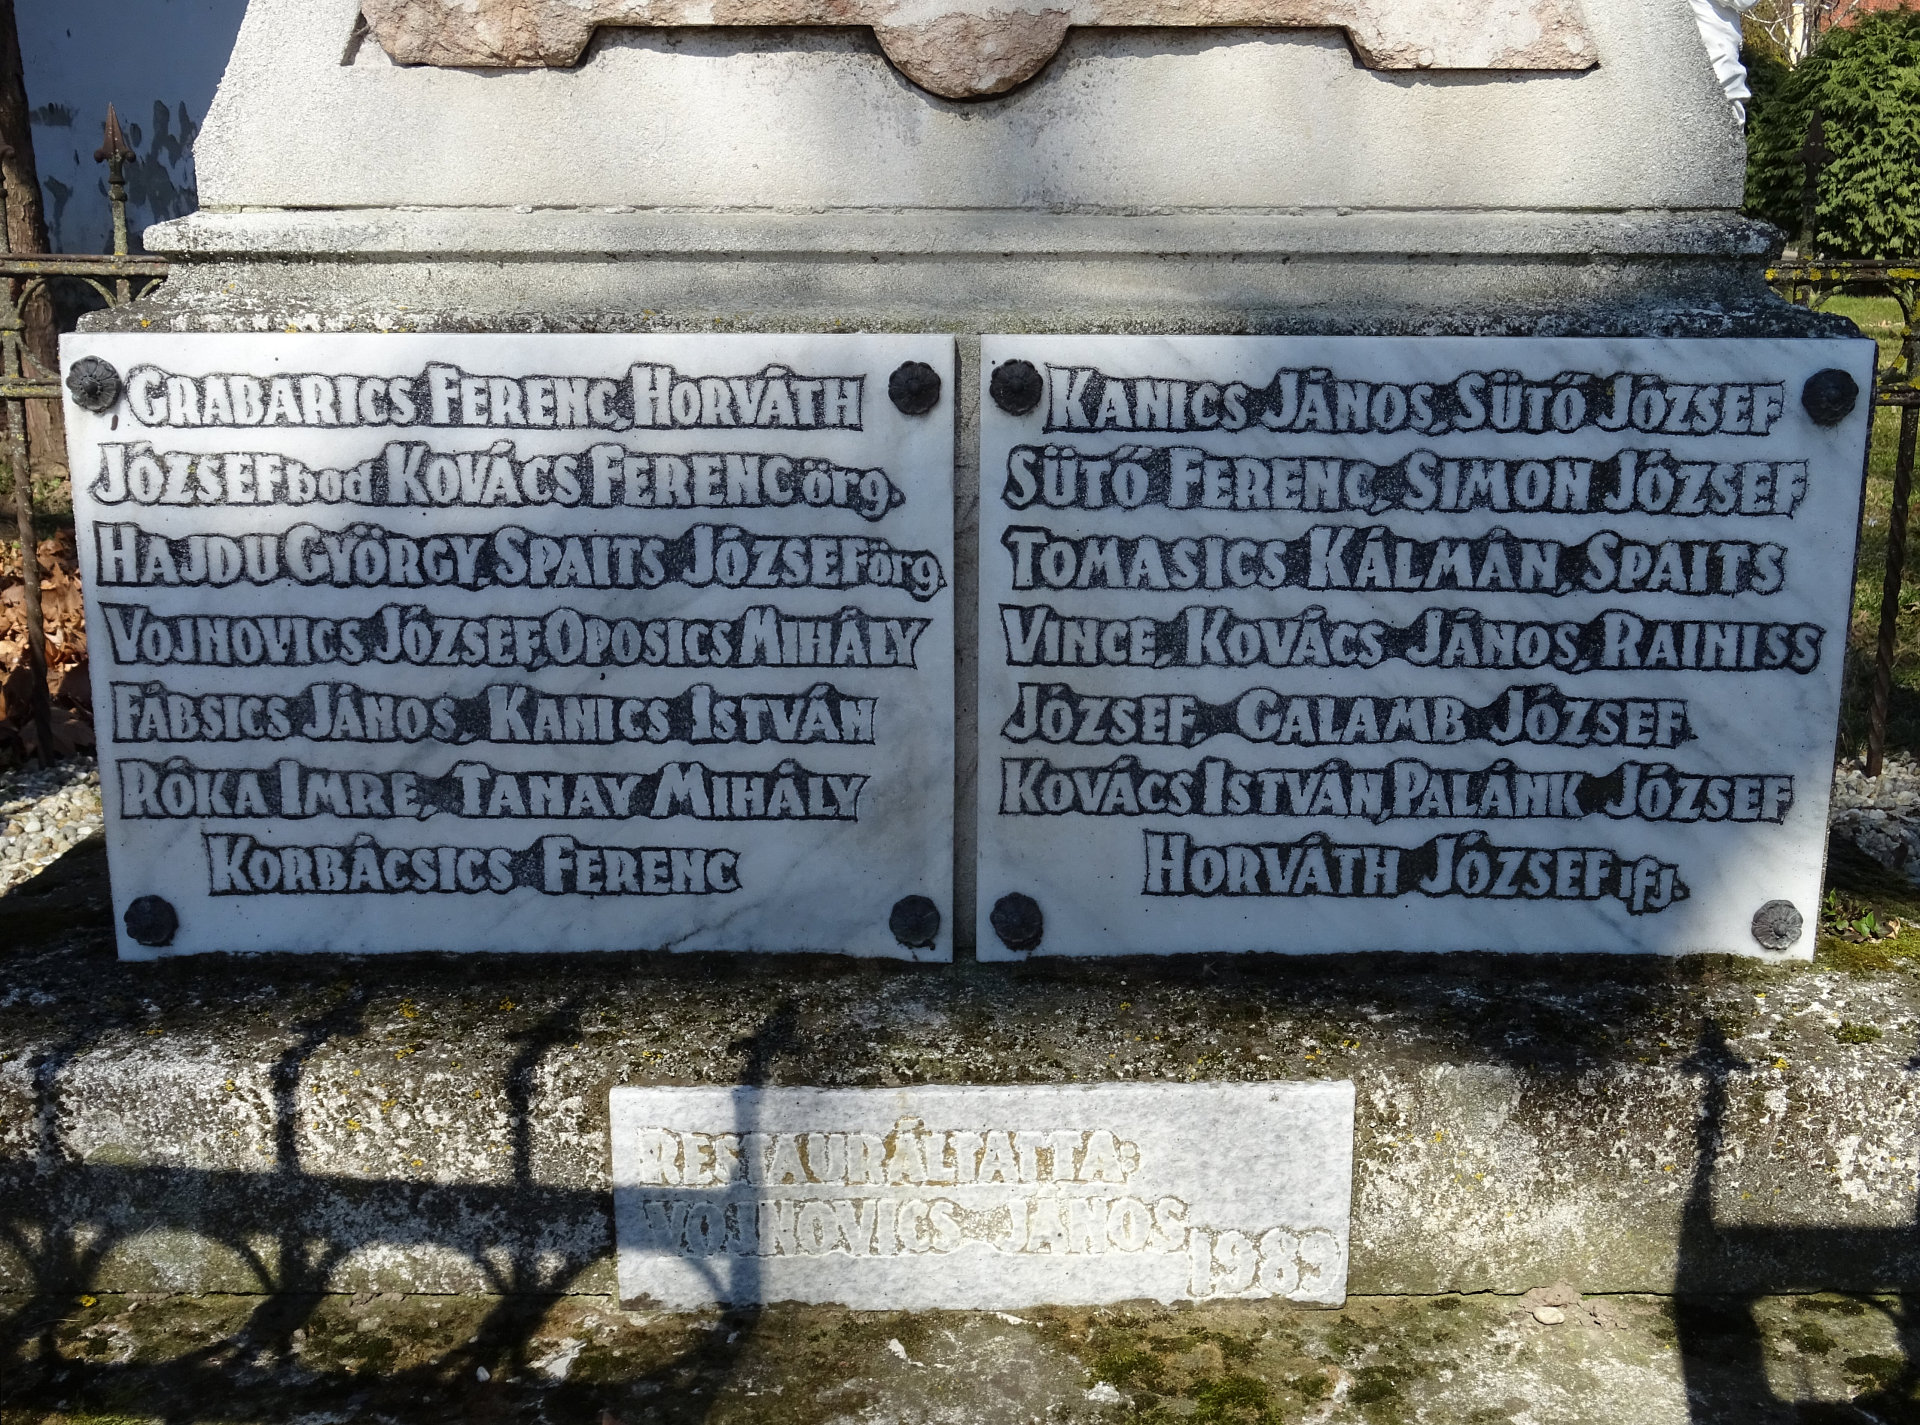 GRABARICS FERENC, HORVÁTH
JÓZSEF bod KOVÁCS FERENC örg.
HAJDU GYÖRGY, SPAITS JÓZSEF örg.
VOJNOVICS JÓZSEF, OPOSICS MIHÁLY
FÁBSICS JÁNOS, KANICS ISTVÁN
RÓKA IMRE, TANAY MIHÁLY
KORBÁCSICS FERENC
KANICS JÁNOS, SÜTŐ JÓZSEF
SÜTŐ FERENC, SIMON JÓZSEF
TOMASICS KÁLMÁN, SPAITS
VINCE, KOVÁCS JÁNOS, RAINISS
JÓZSEF, GALAMB JÓZSEF,
KOVÁCS ISTVÁN, PALÁNK JÓZSEF
HORVÁTH JÓZSEF ifj.
RESTAURÁLTATTA:
VOJNOVICS JÁNOS 1989